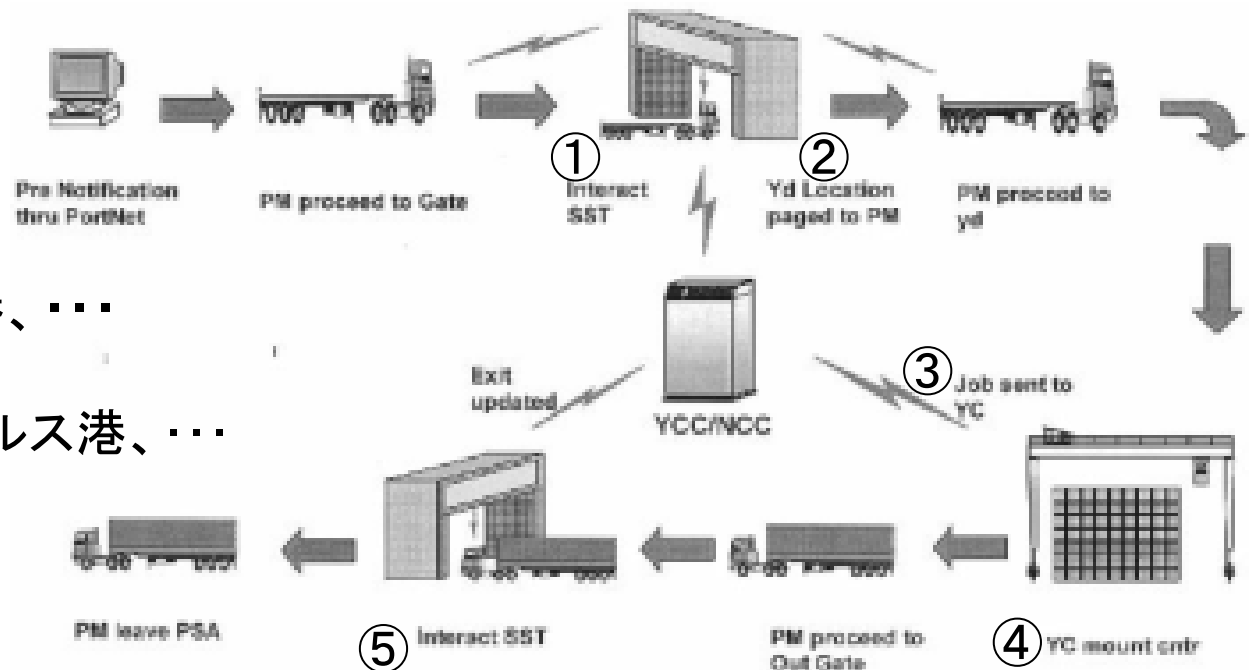 Pre Notification
thru PortNet
PM proceed to Gate
①
Interact
SST
②
Yd Location
paged to PM
PM proceed to
yd
、・・・
ルス港、・・・
Exit
updated
YCC/NCC
③
Job sent to
YC
PM leave PSA
⑤
Interact SST
PM proceed to
Out Gate
④
YC mount cntr